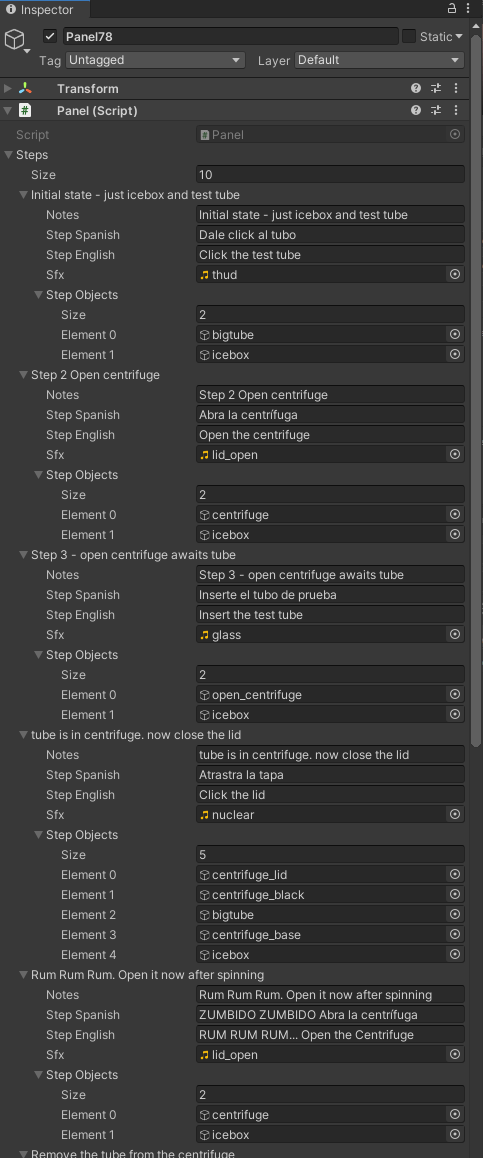 Inspector
Panel78 Static
Tag Untagged Layer Default
Transform
# Panel (Script)
Script # Panel
Steps
Size 10
Initial state - just icebox and test tube
Notes Initial state - just icebox and test tube
Step Spanish Dale click al tubo
Step English Click the test tube
Sfx thud
Step Objects
Size 2
Element 0 bigtube
Element 1 icebox
Step 2 Open centrifuge
Notes Step 2 Open centrifuge
Step Spanish Abra la centrífuga
Step English Open the centrifuge
Sfx lid_open
Step Objects
Size 2
Element 0 centrifuge
Element 1 icebox
Step 3 - open centrifuge awaits tube
Notes Step 3 - open centrifuge awaits tube
Step Spanish Inserte el tubo de prueba
Step English Insert the test tube
Sfx glass
Step Objects
Size 2
Element 0 open_centrifuge
Element 1 icebox
tube is in centrifuge. now close the lid
Notes tube is in centrifuge. now close the lid
Step Spanish Atrastra la tapa
Step English Click the lid
Sfx nuclear
Step Objects
Size 5
Element 0 centrifuge_lid
Element 1 centrifuge_black
Element 2 bigtube
Element 3 centrifuge_base
Element 4 icebox
Rum Rum Rum. Open it now after spinning
Notes Rum Rum Rum. Open it now after spinning
Step Spanish ZUMBIDO ZUMBIDO Abra la centrífuga
Step English RUM RUM RUM... Open the Centrifuge
Sfx lid_open
Step Objects
Size 2
Element 0 centrifuge
Element 1 icebox
Remove the tube from the centrifuge